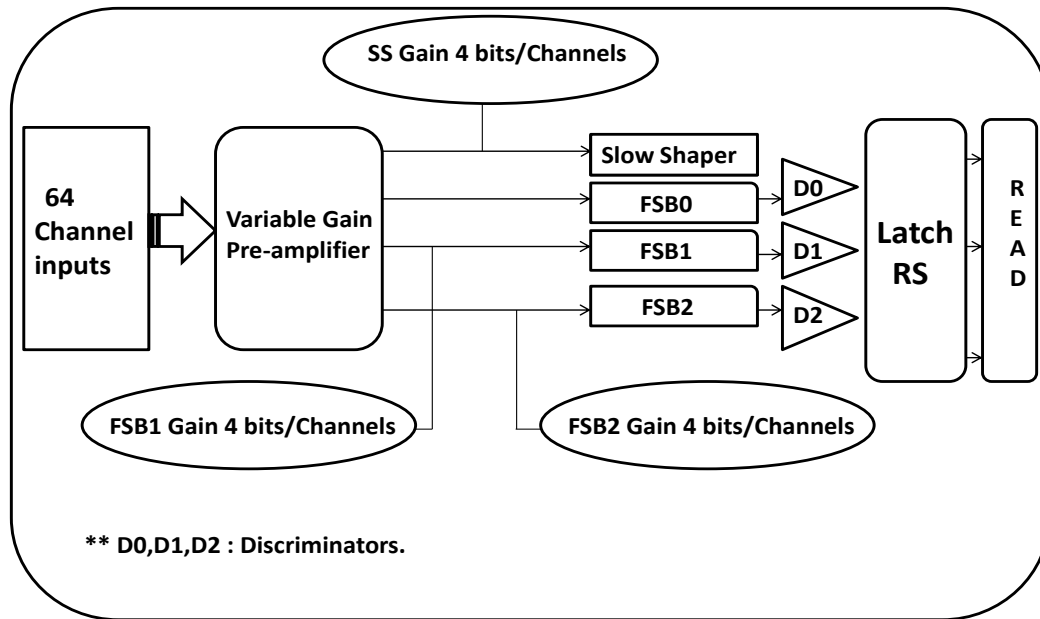 SS Gain 4 bits/Channels
64
Channel
inputs
Variable Gain
Pre-amplifier
Slow Shaper
FSB0
FSB1
FSB2
D0
D1
D2
Latch
RS
R
E
A
D
FSB1 Gain 4 bits/Channels
FSB2 Gain 4 bits/Channels
** D0,D1,D2 : Discriminators.